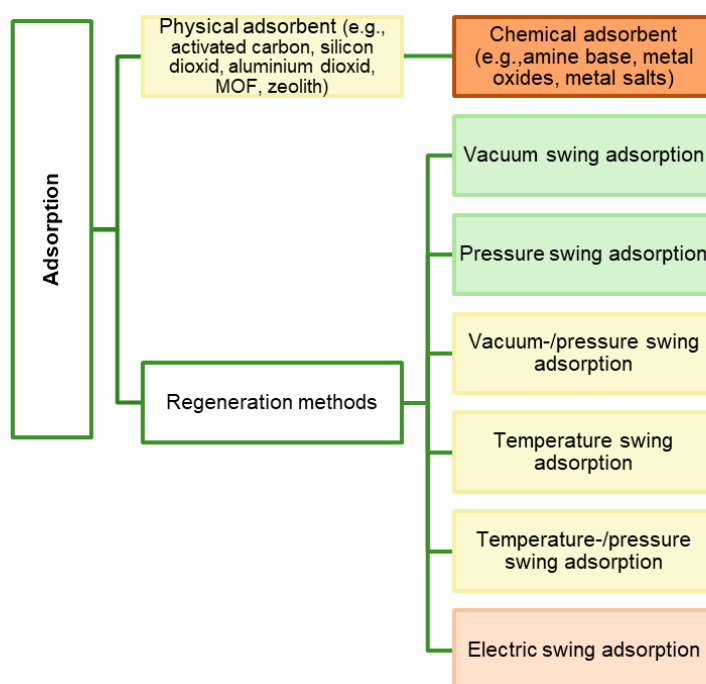 Adsorption
Physical adsorbent (e.g.,
activated carbon, silicon
dioxid, aluminium dioxid,
MOF, zeolith)
Chemical adsorbent
(e.g.,amine base, metal
oxides, metal salts)
Regeneration methods
Vacuum swing adsorption
Pressure swing adsorption
Vacuum-/pressure swing
adsorption
Temperature swing
adsorption
Temperature-/pressure
swing adsorption
Electric swing adsorption